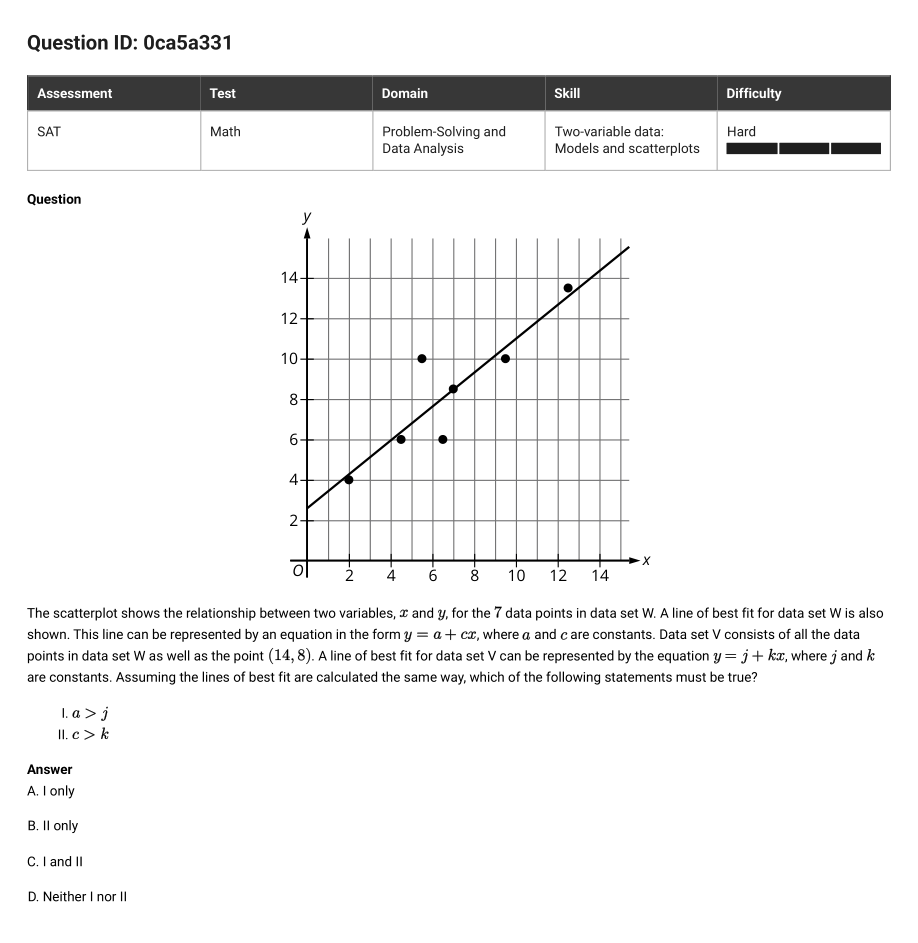 Question ID: 0ca5a331
Assessment Test Domain Skill Difficulty
SAT Math Problem-Solving and Two-variable data: Hard
Data Analysis Models and scatterplots
Question
y
14
12
10
8
6
4
2
O 2 4 6 8 10 12 14 x
The scatterplot shows the relationship between two variables, x and y, for the 7 data points in data set W. A line of best fit for data set W is also
shown. This line can be represented by an equation in the form y = a + cx, where a and c are constants. Data set V consists of all the data
points in data set W as well as the point (14, 8). A line of best fit for data set V can be represented by the equation y = j + kx, where j and k
are constants. Assuming the lines of best fit are calculated the same way, which of the following statements must be true?
I. a > j
II. c > k
Answer
A. I only
B. II only
C. I and II
D. Neither I nor II